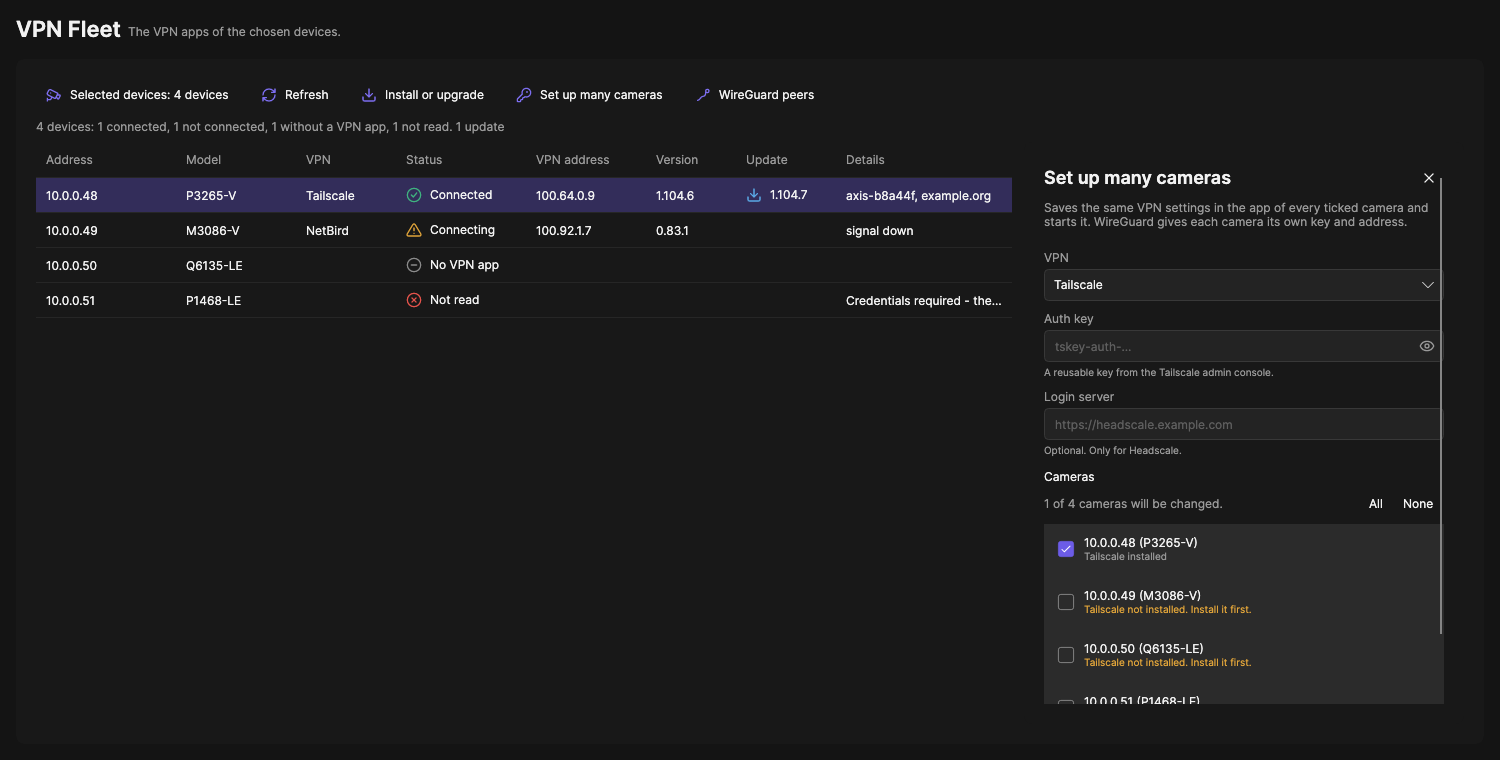 VPN Fleet The VPN apps of the chosen devices.
Selected devices: 4 devices Refresh Install or upgrade Set up many cameras WireGuard peers
4 devices: 1 connected, 1 not connected, 1 without a VPN app, 1 not read. 1 update
Address Model VPN Status VPN address Version Update Details
10.0.0.48 P3265-V Tailscale Connected 100.64.0.9 1.104.6 1.104.7 axis-b8a44f, example.org
10.0.0.49 M3086-V NetBird Connecting 100.92.1.7 0.83.1 signal down
10.0.0.50 Q6135-LE No VPN app
10.0.0.51 P1468-LE Not read Credentials required - the...
Set up many cameras
Saves the same VPN settings in the app of every ticked camera and
starts it. WireGuard gives each camera its own key and address.
VPN
Tailscale
Auth key
tskey-auth-...
A reusable key from the Tailscale admin console.
Login server
https://headscale.example.com
Optional. Only for Headscale.
Cameras
1 of 4 cameras will be changed. All None
10.0.0.48 (P3265-V)
Tailscale installed
10.0.0.49 (M3086-V)
Tailscale not installed. Install it first.
10.0.0.50 (Q6135-LE)
Tailscale not installed. Install it first.
10.0.0.51 (P1468-LE)